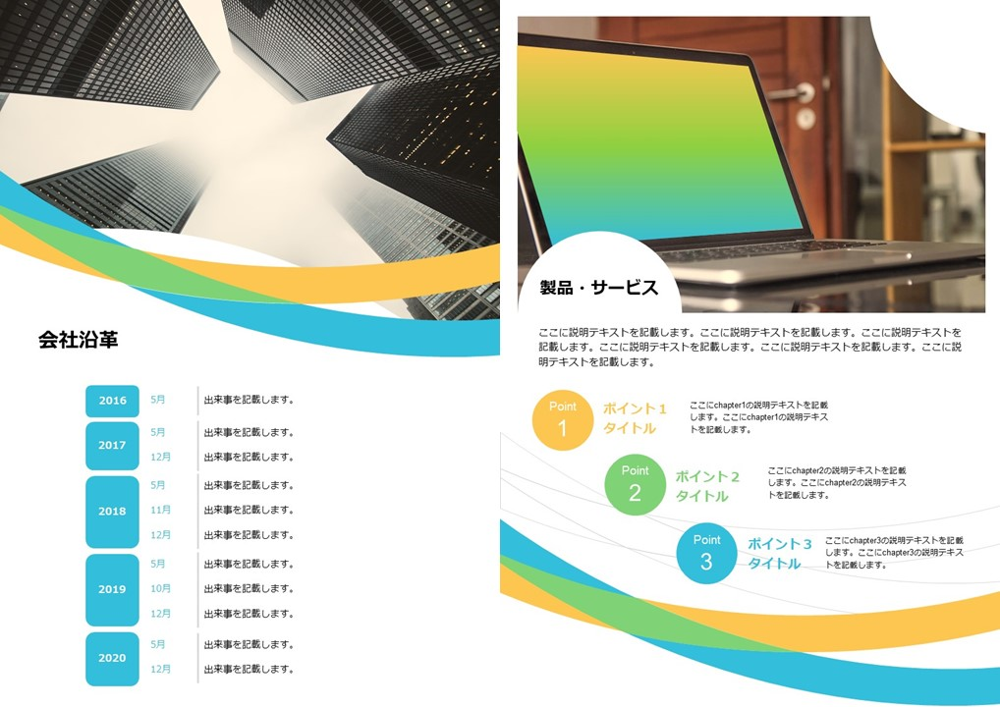 会社沿革
2016
5月
出来事を記載します。
2017
5月
出来事を記載します。
12月
出来事を記載します。
2018
5月
出来事を記載します。
11月
出来事を記載します。
12月
出来事を記載します。
2019
5月
出来事を記載します。
10月
出来事を記載します。
12月
出来事を記載します。
2020
5月
出来事を記載します。
12月
出来事を記載します。
製品・サービス
ここに説明テキストを記載します。ここに説明テキストを記載します。ここに説明テキストを
記載します。ここに説明テキストを記載します。ここに説明テキストを記載します。ここに説
明テキストを記載します。
Point
1
ポイント１
タイトル
ここにchapter1の説明テキストを記載
します。ここにchapter1の説明テキス
トを記載します。
Point
2
ポイント２
タイトル
ここにchapter2の説明テキストを記載
します。ここにchapter2の説明テキス
トを記載します。
Point
3
ポイント３
タイトル
ここにchapter3の説明テキストを記載
します。ここにchapter3の説明テキス
トを記載します。